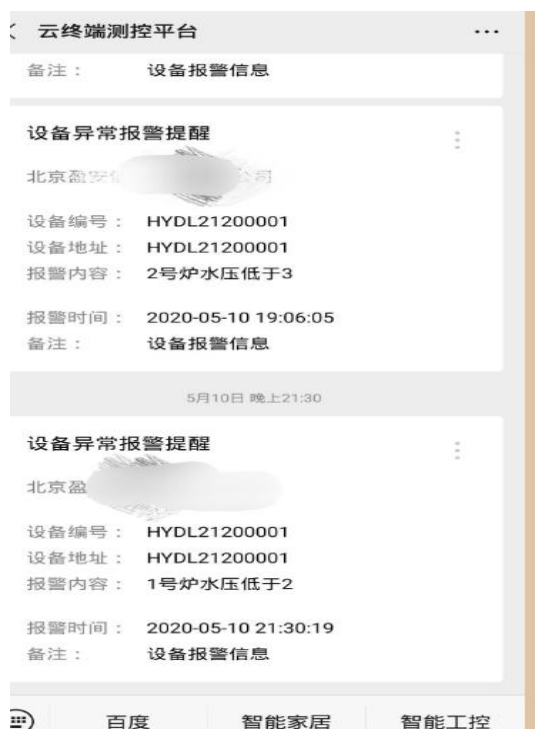 云终端测控平台
备注： 设备报警信息
设备异常报警提醒
北京盈安
公司
设备编号： HYDL21200001
设备地址： HYDL21200001
报警内容： 2号炉水压低于3
报警时间： 2020-05-10 19:06:05
备注： 设备报警信息
5月10日 晚上21:30
设备异常报警提醒
北京盈
设备编号： HYDL21200001
设备地址： HYDL21200001
报警内容： 1号炉水压低于2
报警时间： 2020-05-10 21:30:19
备注： 设备报警信息
百度 智能家居 智能工控